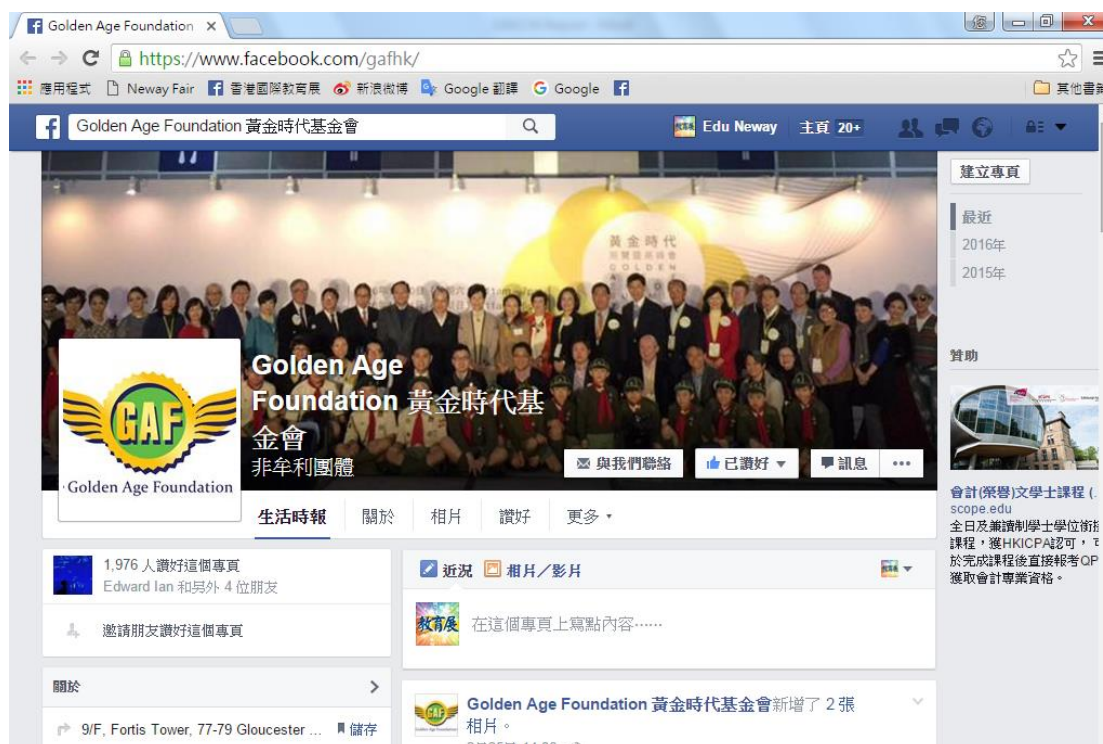 Golden Age Foundation
https://www.facebook.com/gafhk/
應用程式 Neway Fair 香港國際教育展 新浪微博 Google 翻譯 Google 其他書
Golden Age Foundation 黃金時代基金會
Edu Neway 主頁 20+
建立專頁
最近
2016年
2015年
黃金時代
GOLDEN
GAF
Golden Age Foundation
Golden Age
Foundation 黃金時代基
金會
非牟利團體
與我們聯絡 已讚好 訊息
生活時報 關於 相片 讚好 更多
贊助
會計(榮譽)文學士課程 (.
scope.edu
全日及兼讀制學士學位銜接
課程,獲HKICPA認可,可
於完成課程後直接報考QP
獲取會計專業資格。
1,976 人讚好這個專頁
Edward Ian 和另外 4 位朋友
邀請朋友讚好這個專頁
關於
9/F, Fortis Tower, 77-79 Gloucester ... 儲存
近況 相片/影片
教育展
在這個專頁上寫點內容……
Golden Age Foundation 黃金時代基金會新增了 2 張
相片。